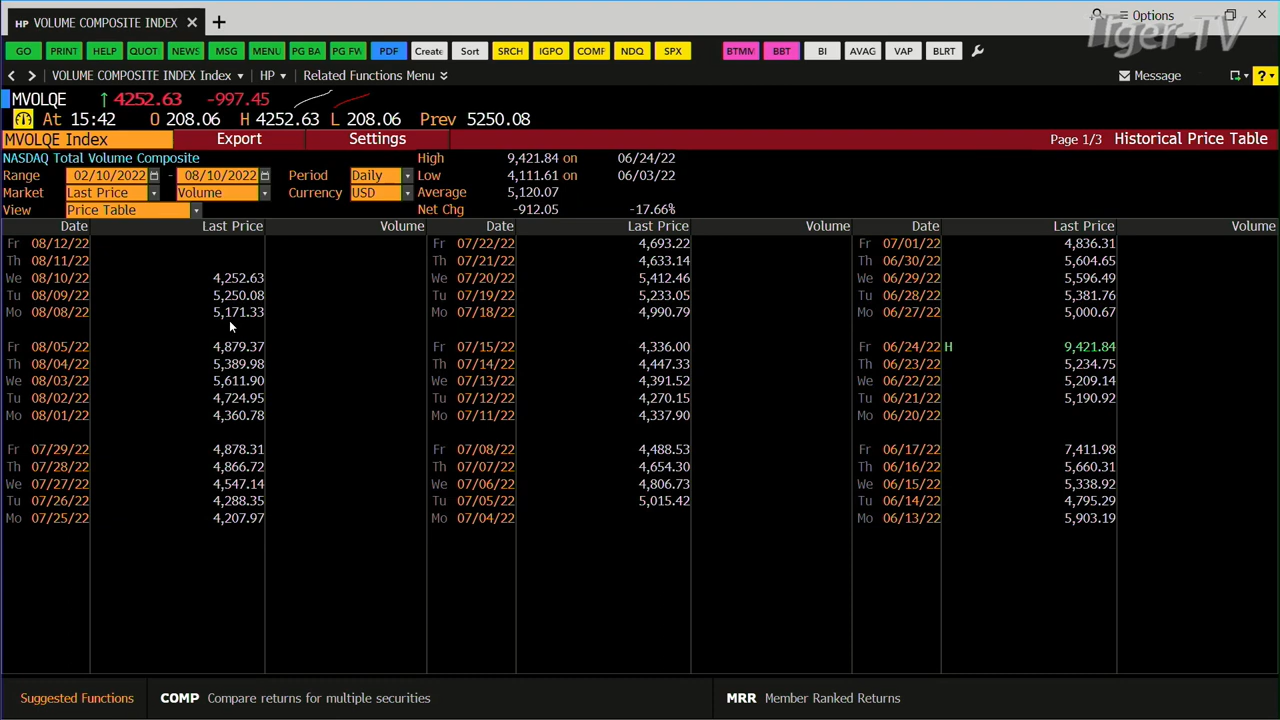 HP VOLUME COMPOSITE INDEX ✕ +
Options
Tiger-TV
GO PRINT HELP QUOT NEWS MSG MENU PG BA PG FW PDF Create Sort SRCH IGPO COMF NDQ SPX BTMV BBT BI AVAG VAP BLRT
VOLUME COMPOSITE INDEX Index HP Related Functions Menu Message ?
MVOLQE ↑ 4252.63 -997.45
At 15:42 O 208.06 H 4252.63 L 208.06 Prev 5250.08
MVOLQE Index Export Settings Page 1/3 Historical Price Table
NASDAQ Total Volume Composite High 9,421.84 on 06/24/22
Range 02/10/2022 - 08/10/2022 Period Daily Low 4,111.61 on 06/03/22
Market Last Price Volume Currency USD Average 5,120.07
View Price Table Net Chg -912.05 -17.66%
Date Last Price Volume Date Last Price Volume Date Last Price Volume
Fr 08/12/22 Fr 07/22/22 4,693.22 Fr 07/01/22 4,836.31
Th 08/11/22 Th 07/21/22 4,633.14 Th 06/30/22 5,604.65
We 08/10/22 4,252.63 We 07/20/22 5,412.46 We 06/29/22 5,596.49
Tu 08/09/22 5,250.08 Tu 07/19/22 5,233.05 Tu 06/28/22 5,381.76
Mo 08/08/22 5,171.33 Mo 07/18/22 4,990.79 Mo 06/27/22 5,000.67
Fr 08/05/22 4,879.37 Fr 07/15/22 4,336.00 Fr 06/24/22 H 9,421.84
Th 08/04/22 5,389.98 Th 07/14/22 4,447.33 Th 06/23/22 5,234.75
We 08/03/22 5,611.90 We 07/13/22 4,391.52 We 06/22/22 5,209.14
Tu 08/02/22 4,724.95 Tu 07/12/22 4,270.15 Tu 06/21/22 5,190.92
Mo 08/01/22 4,360.78 Mo 07/11/22 4,337.90 Mo 06/20/22
Fr 07/29/22 4,878.31 Fr 07/08/22 4,488.53 Fr 06/17/22 7,411.98
Th 07/28/22 4,866.72 Th 07/07/22 4,654.30 Th 06/16/22 5,660.31
We 07/27/22 4,547.14 We 07/06/22 4,806.73 We 06/15/22 5,338.92
Tu 07/26/22 4,288.35 Tu 07/05/22 5,015.42 Tu 06/14/22 4,795.29
Mo 07/25/22 4,207.97 Mo 07/04/22 Mo 06/13/22 5,903.19
Suggested Functions COMP Compare returns for multiple securities MRR Member Ranked Returns